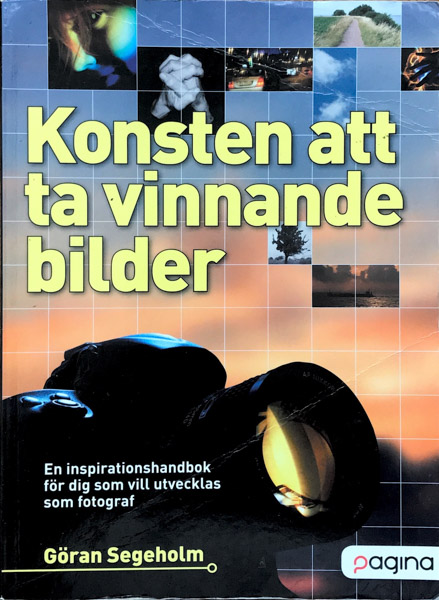 Konsten att
ta vinnande
bilder
En inspirationshandbok
för dig som vill utvecklas
som fotograf
Göran Segeholm
pagina